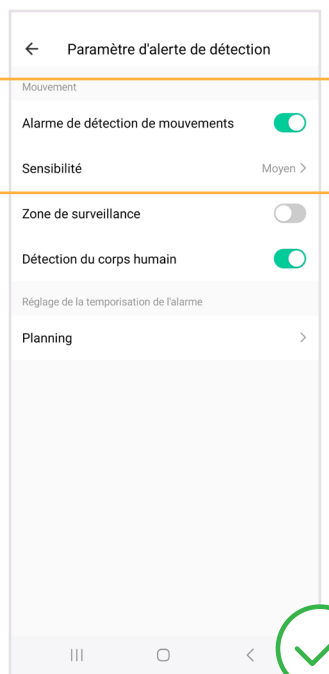 Paramètre d'alerte de détection
Mouvement
Alarme de détection de mouvements
Sensibilité Moyen
Zone de surveillance
Détection du corps humain
Réglage de la temporisation de l'alarme
Planning